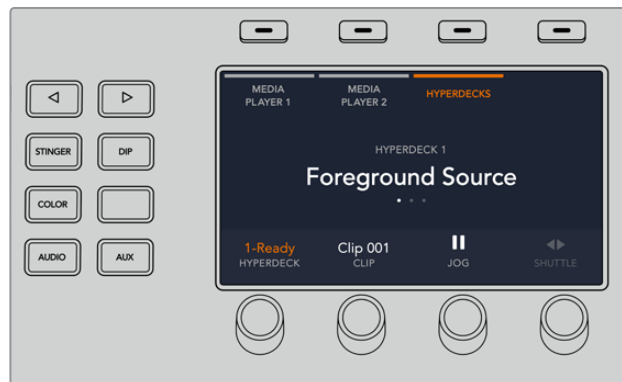 MEDIA
PLAYER 1
MEDIA
PLAYER 2
HYPERDECKS
STINGER
DIP
HYPERDECK 1
Foreground Source
COLOR
AUDIO
AUX
1-Ready
HYPERDECK
Clip 001
CLIP
JOG
SHUTTLE